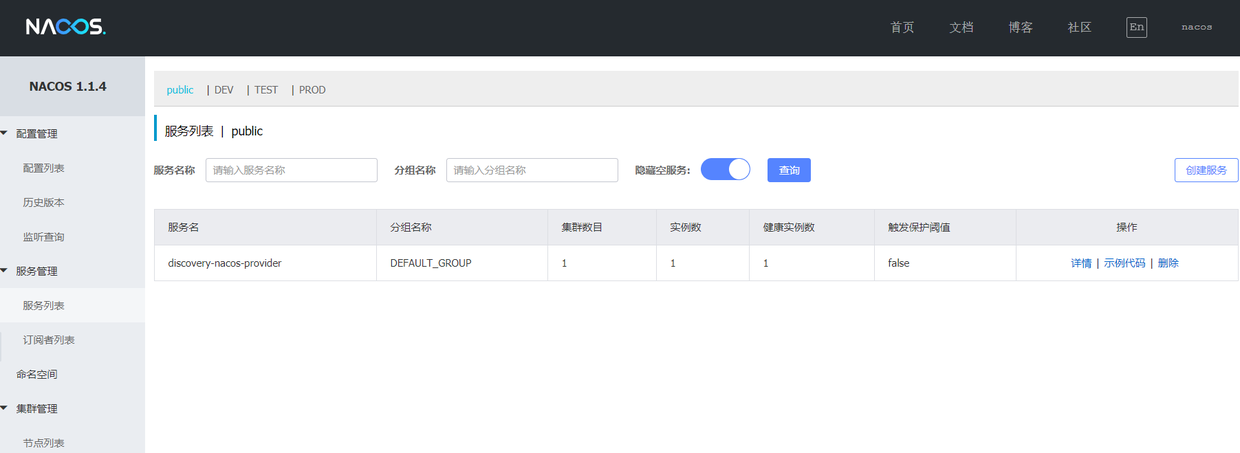 NACOS. 首页 文档 博客 社区 En nacos
NACOS 1.1.4
配置管理
配置列表
历史版本
监听查询
服务管理
服务列表
订阅者列表
命名空间
集群管理
节点列表
public | DEV | TEST | PROD
服务列表 | public
服务名称 请输入服务名称 分组名称 请输入分组名称 隐藏空服务: 查询 创建服务
服务名 分组名称 集群数目 实例数 健康实例数 触发保护阈值 操作
discovery-nacos-provider DEFAULT_GROUP 1 1 1 false 详情 | 示例代码 | 删除